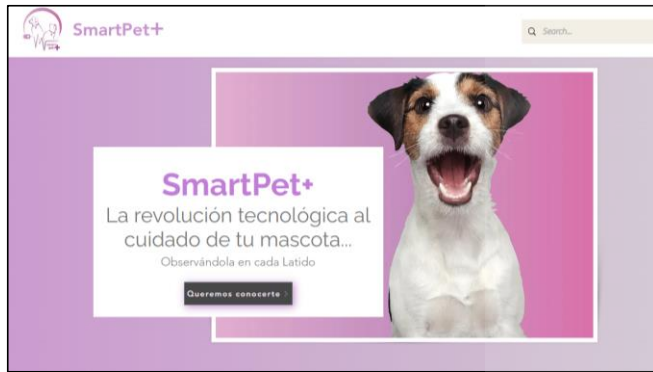 SmartPet+
Search...
SmartPet+
La revolución tecnológica al
cuidado de tu mascota...
Observándola en cada Latido
Queremos conocerte >